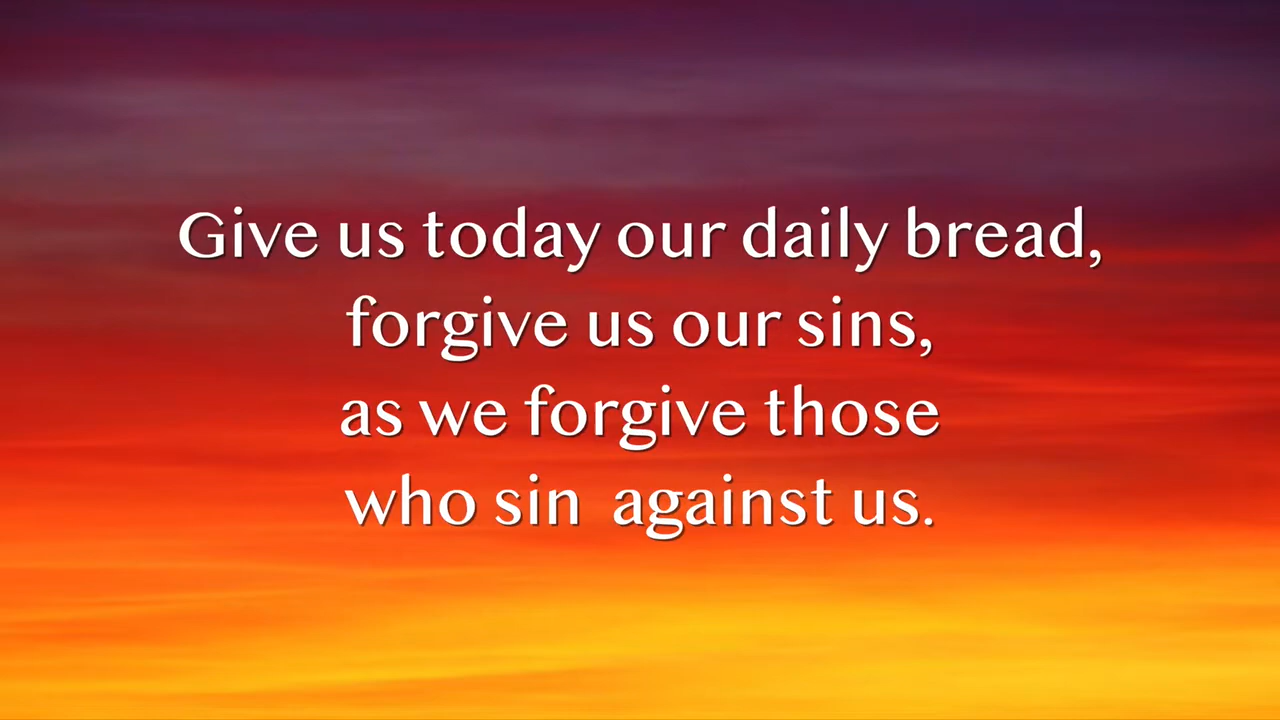 Give us today our daily bread,
forgive us our sins,
as we forgive those
who sin  against us.